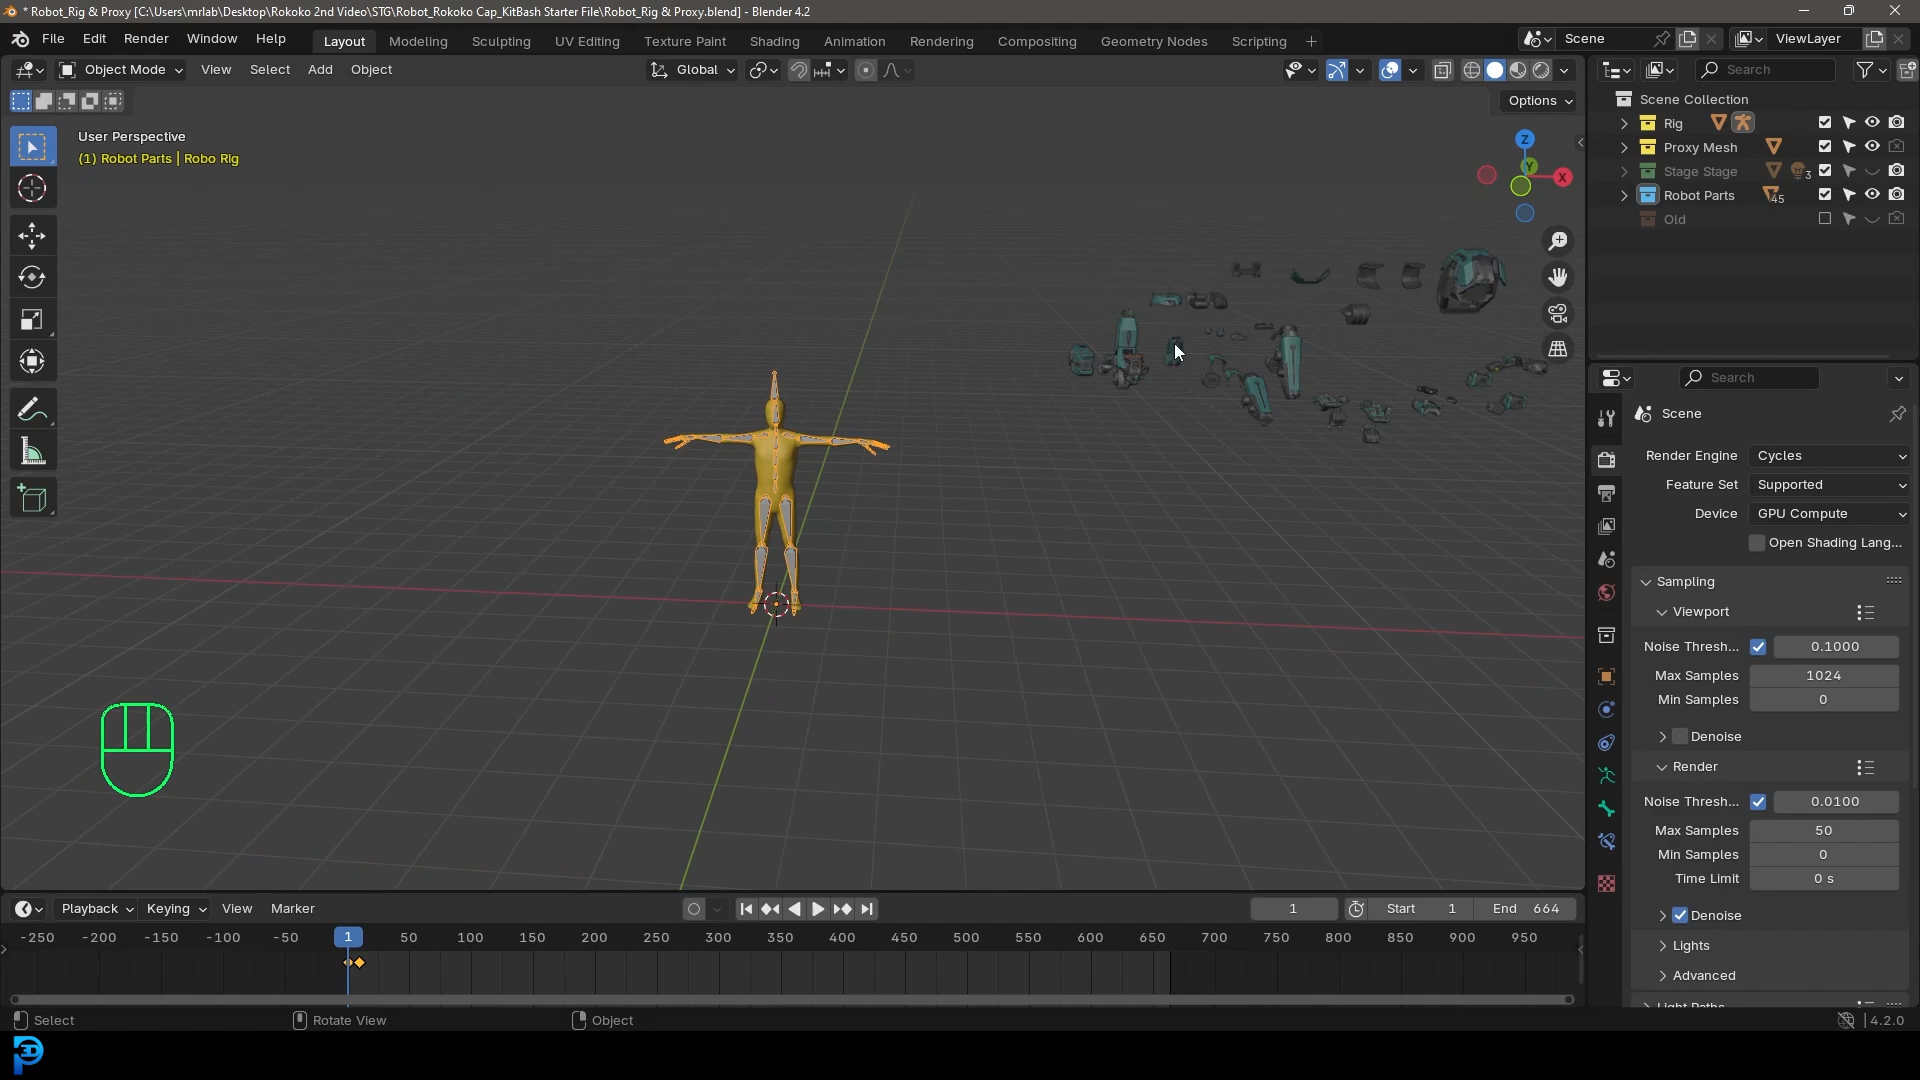 * Robot_Rig & Proxy [C:\Users\mrlab\Desktop\Rokoko 2nd Video\STG\Robot_Rokoko Cap_KitBash Starter File\Robot_Rig & Proxy.blend] - Blender 4.2
File Edit Render Window Help Layout Modeling Sculpting UV Editing Texture Paint Shading Animation Rendering Compositing Geometry Nodes Scripting + Scene ViewLayer
Object Mode View Select Add Object Global Search
Options
User Perspective
(1) Robot Parts | Robo Rig
Z
Y
X
Scene Collection
Rig
Proxy Mesh
Stage Stage 3
Robot Parts 45
Old
Search
Scene
Render Engine Cycles
Feature Set Supported
Device GPU Compute
Open Shading Lang...
Sampling
Viewport
Noise Thresh... 0.1000
Max Samples 1024
Min Samples 0
Denoise
Render
Noise Thresh... 0.0100
Max Samples 50
Min Samples 0
Time Limit 0 s
Denoise
Lights
Advanced
Light Paths
Playback Keying View Marker 1 Start 1 End 664
-250 -200 -150 -100 -50 1 50 100 150 200 250 300 350 400 450 500 550 600 650 700 750 800 850 900 950
Select Rotate View Object 4.2.0